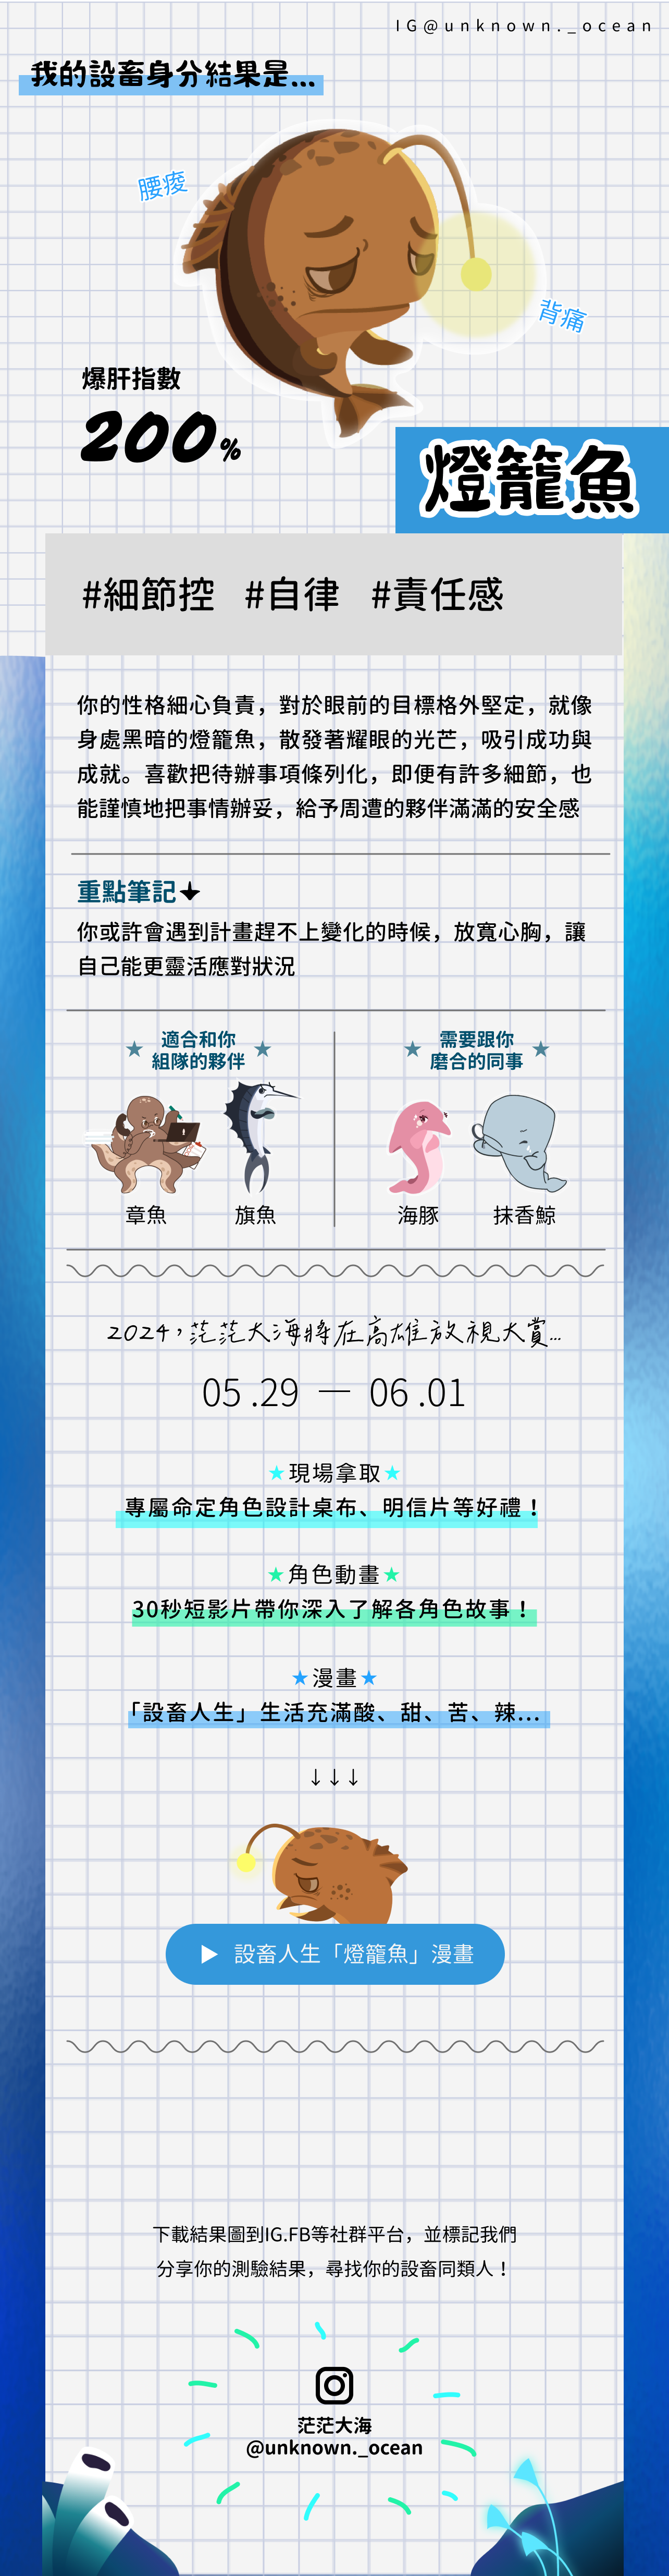 IG@unknown._ocean
我的設畜身分結果是...
腰痠
背痛
爆肝指數
200%
燈籠魚
#細節控 #自律 #責任感
你的性格細心負責，對於眼前的目標格外堅定，就像
身處黑暗的燈籠魚，散發著耀眼的光芒，吸引成功與
成就。喜歡把待辦事項條列化，即便有許多細節，也
能謹慎地把事情辦妥，給予周遭的夥伴滿滿的安全感
重點筆記
你或許會遇到計畫趕不上變化的時候，放寬心胸，讓
自己能更靈活應對狀況
★ 適合和你 ★
組隊的夥伴
章魚 旗魚
★ 需要跟你 ★
磨合的同事
海豚 抹香鯨
2024，茫茫大海將在高雄放視大賞...
05.29 — 06.01
★現場拿取★
專屬命定角色設計桌布、明信片等好禮！
★角色動畫★
30秒短影片帶你深入了解各角色故事！
★漫畫★
「設畜人生」生活充滿酸、甜、苦、辣...
↓↓↓
▶ 設畜人生「燈籠魚」漫畫
下載結果圖到IG.FB等社群平台，並標記我們
分享你的測驗結果，尋找你的設畜同類人！
茫茫大海
@unknown._ocean